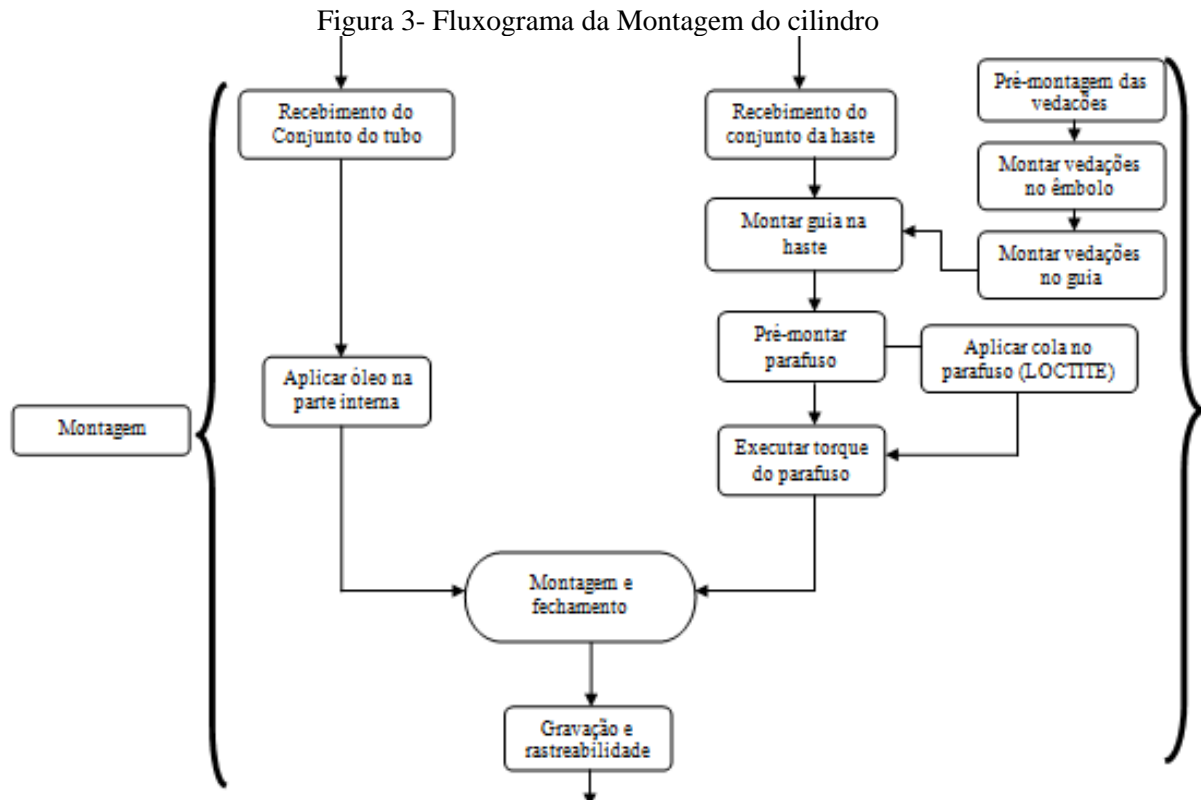 Figura 3- Fluxograma da Montagem do cilindro
Recebimento do
Conjunto do tubo
Recebimento do
conjunto da haste
Pré-montagem das
vedacões
Montar vedações
no êmbolo
Montar guia na
haste
Montar vedações
no guia
Pré-montar
parafuso
Aplicar cola no
parafuso (LOCTITE)
Aplicar óleo na
parte interna
Montagem
Executar torque
do parafuso
Montagem e
fechamento
Gravação e
rastreabilidade